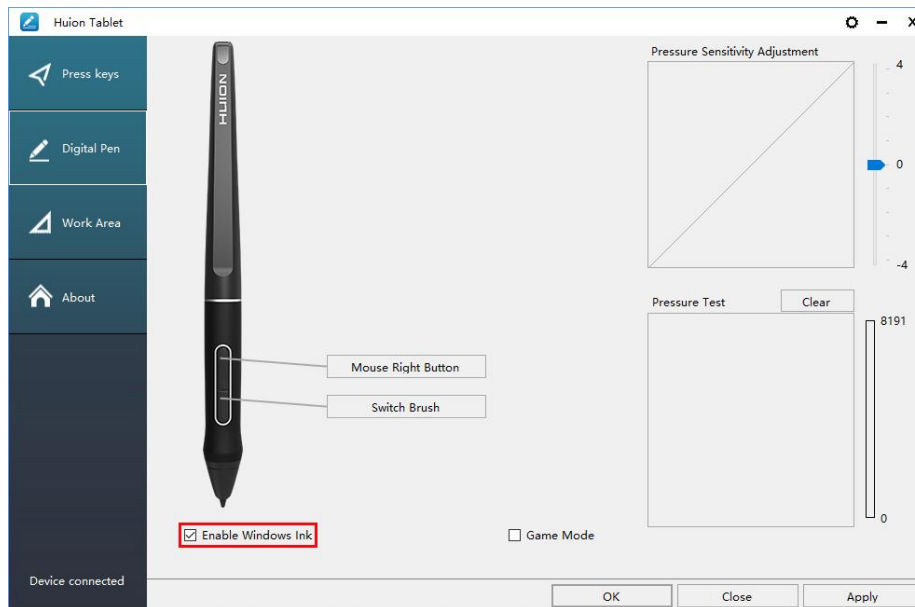 Huion Tablet
Press keys
Digital Pen
Work Area
About
Device connected
HUION
Mouse Right Button
Switch Brush
Enable Windows Ink
Game Mode
Pressure Sensitivity Adjustment
4
0
-4
Pressure Test
Clear
8191
0
OK
Close
Apply